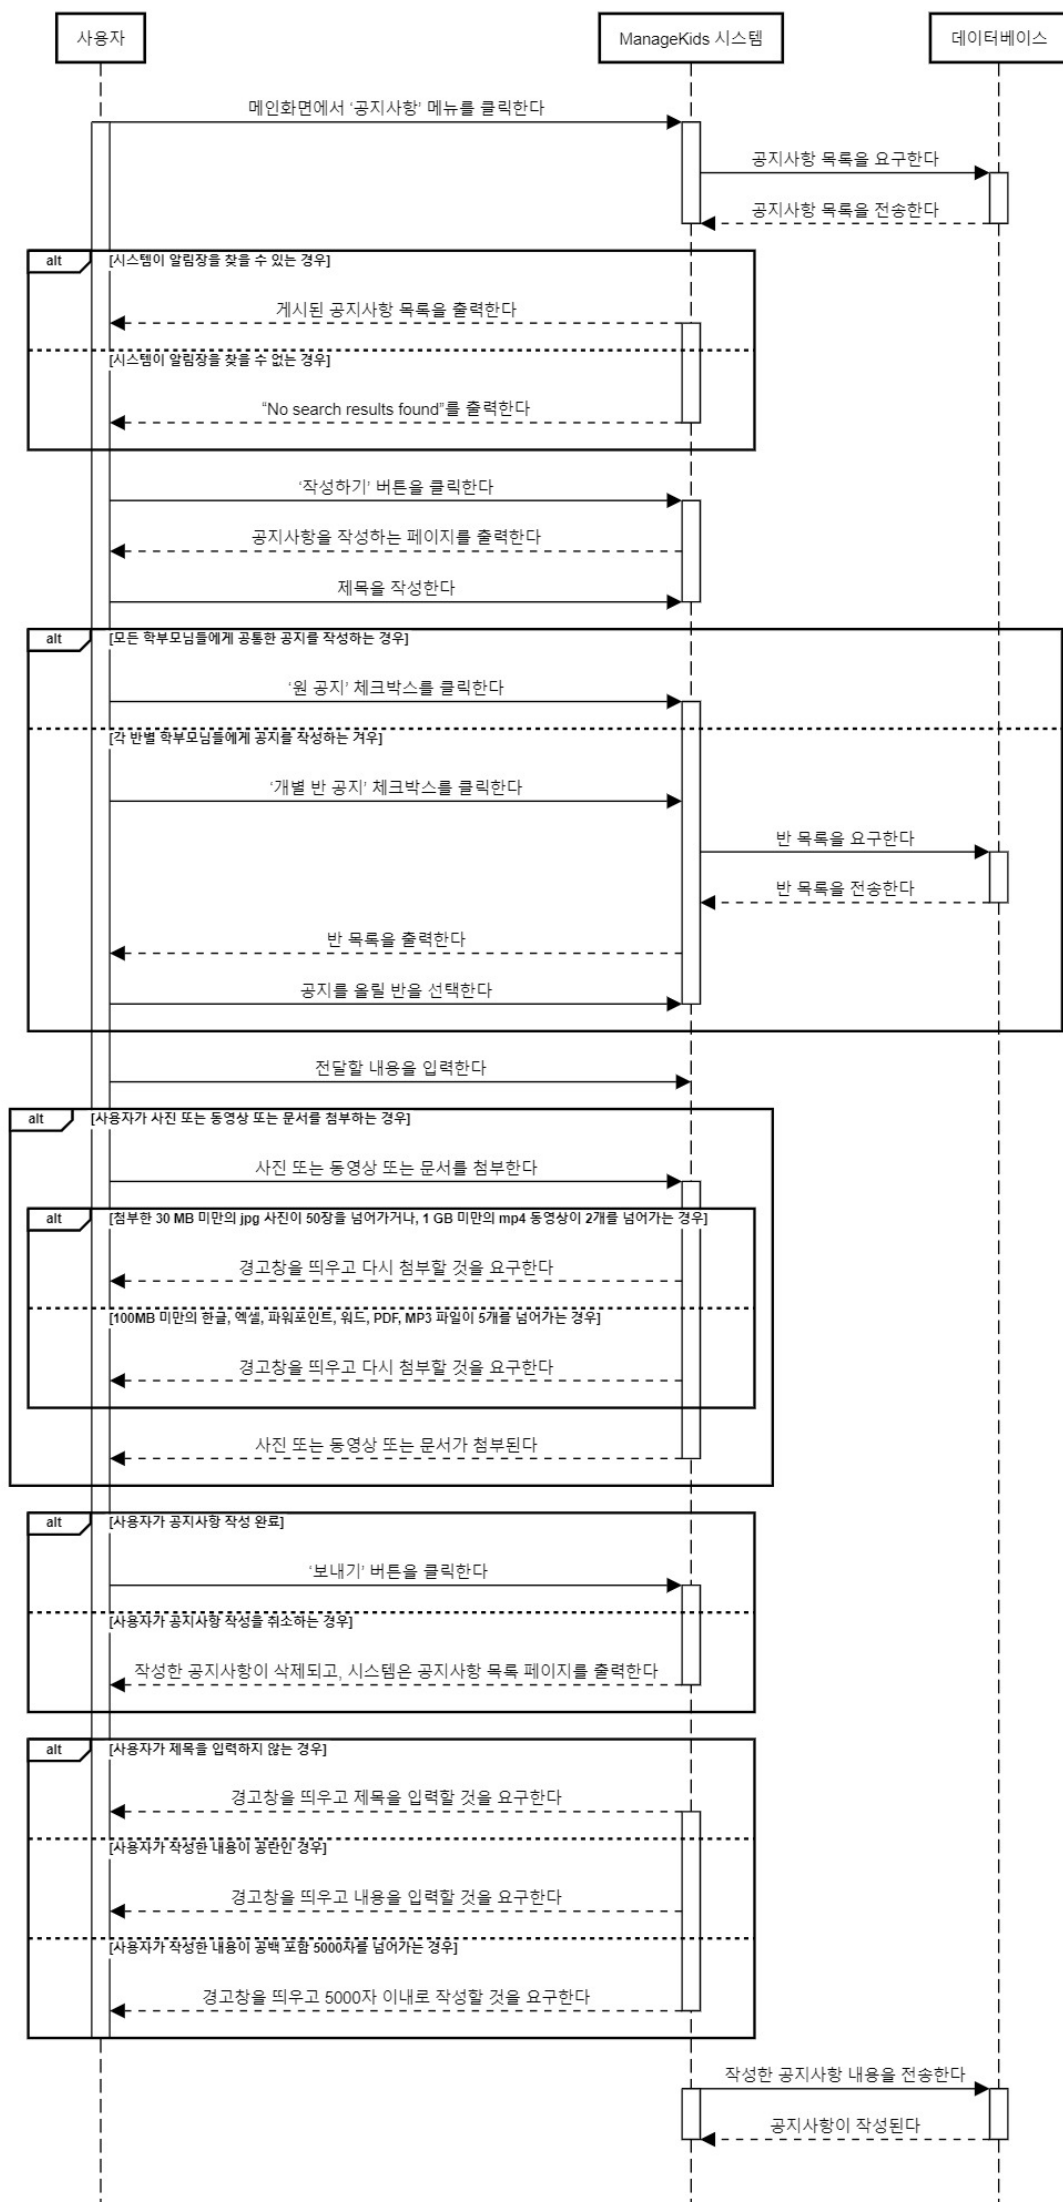 사용자
ManageKids 시스템
데이터베이스
메인화면에서 ‘공지사항’ 메뉴를 클릭한다
공지사항 목록을 요구한다
공지사항 목록을 전송한다
alt
[시스템이 알림장을 찾을 수 있는 경우]
게시된 공지사항 목록을 출력한다
[시스템이 알림장을 찾을 수 없는 경우]
“No search results found”를 출력한다
‘작성하기’ 버튼을 클릭한다
공지사항을 작성하는 페이지를 출력한다
제목을 작성한다
alt
[모든 학부모님들에게 공통한 공지를 작성하는 경우]
‘원 공지’ 체크박스를 클릭한다
[각 반별 학부모님들에게 공지를 작성하는 겨우]
‘개별 반 공지’ 체크박스를 클릭한다
반 목록을 요구한다
반 목록을 전송한다
반 목록을 출력한다
공지를 올릴 반을 선택한다
전달할 내용을 입력한다
alt
[사용자가 사진 또는 동영상 또는 문서를 첨부하는 경우]
사진 또는 동영상 또는 문서를 첨부한다
alt
[첨부한 30 MB 미만의 jpg 사진이 50장을 넘어가거나, 1 GB 미만의 mp4 동영상이 2개를 넘어가는 경우]
경고창을 띄우고 다시 첨부할 것을 요구한다
[100MB 미만의 한글, 엑셀, 파워포인트, 워드, PDF, MP3 파일이 5개를 넘어가는 경우]
경고창을 띄우고 다시 첨부할 것을 요구한다
사진 또는 동영상 또는 문서가 첨부된다
alt
[사용자가 공지사항 작성 완료]
‘보내기’ 버튼을 클릭한다
[사용자가 공지사항 작성을 취소하는 경우]
작성한 공지사항이 삭제되고, 시스템은 공지사항 목록 페이지를 출력한다
alt
[사용자가 제목을 입력하지 않는 경우]
경고창을 띄우고 제목을 입력할 것을 요구한다
[사용자가 작성한 내용이 공란인 경우]
경고창을 띄우고 내용을 입력할 것을 요구한다
[사용자가 작성한 내용이 공백 포함 5000자를 넘어가는 경우]
경고창을 띄우고 5000자 이내로 작성할 것을 요구한다
작성한 공지사항 내용을 전송한다
공지사항이 작성된다